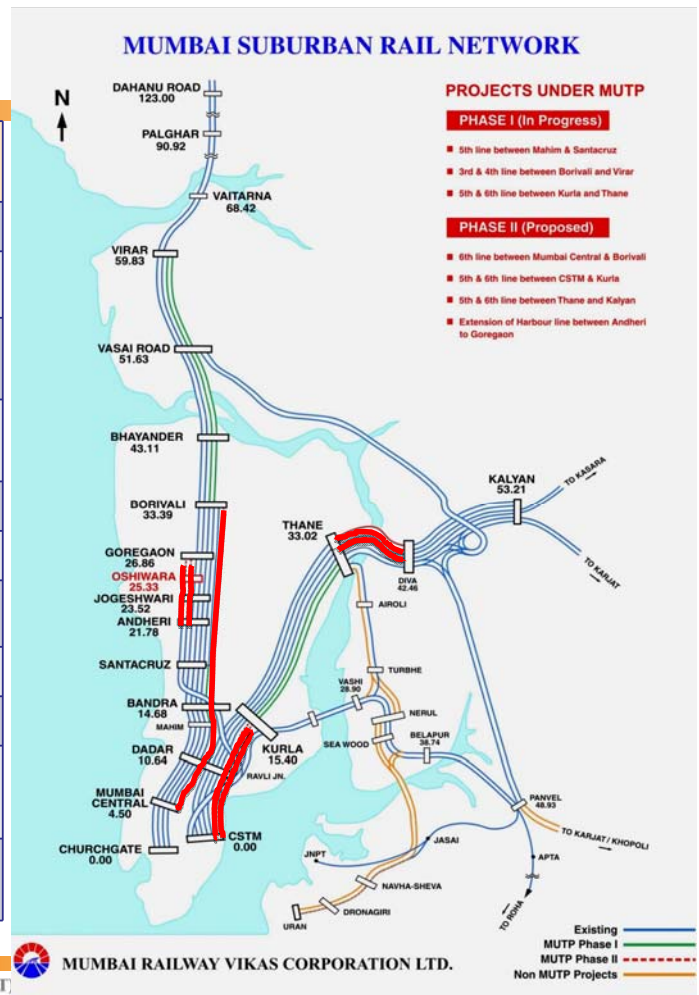 MUMBAI SUBURBAN RAIL NETWORK
N
PROJECTS UNDER MUTP
PHASE I (In Progress)
5th line between Mahim & Santacruz
3rd & 4th line between Borivali and Virar
5th & 6th line between Kurla and Thane
PHASE II (Proposed)
6th line between Mumbai Central & Borivali
5th & 6th line between CSTM & Kurla
5th & 6th line between Thane and Kalyan
Extension of Harbour line between Andheri
to Goregaon
DAHANU ROAD
123.00
PALGHAR
90.92
VAITARNA
68.42
VIRAR
59.83
VASAI ROAD
51.63
BHAYANDER
43.11
BORIVALI
33.39
GOREGAON
26.86
OSHIWARA
25.33
JOGESHWARI
23.52
ANDHERI
21.78
SANTACRUZ
BANDRA
14.68
MAHIM
DADAR
10.64
MUMBAI
CENTRAL
4.50
CHURCHGATE
0.00
CSTM
0.00
RAVLI JN.
KURLA
15.40
THANE
33.02
DIVA
42.46
KALYAN
53.21
TO KASARA
TO KARJAT
AIROLI
TURBHE
VASHI
28.90
NERUL
SEA WOOD
BELAPUR
38.74
PANVEL
48.93
TO KARJAT / KHOPOLI
JASAI
JNPT
APTA
NAVHA-SHEVA
DRONAGIRI
URAN
TO ROHA
Existing
MUTP Phase I
MUTP Phase II
Non MUTP Projects
MUMBAI RAILWAY VIKAS CORPORATION LTD.